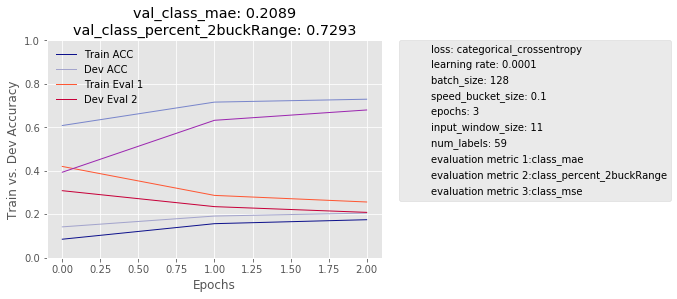 val_class_mae: 0.2089
val_class_percent_2buckRange: 0.7293
Train vs. Dev Accuracy
1.0
0.8
0.6
0.4
0.2
0.0
Train ACC
Dev ACC
Train Eval 1
Dev Eval 2
0.00
0.25
0.50
0.75
1.00
1.25
1.50
1.75
2.00
Epochs
loss: categorical_crossentropy
learning rate: 0.0001
batch_size: 128
speed_bucket_size: 0.1
epochs: 3
input_window_size: 11
num_labels: 59
evaluation metric 1:class_mae
evaluation metric 2:class_percent_2buckRange
evaluation metric 3:class_mse